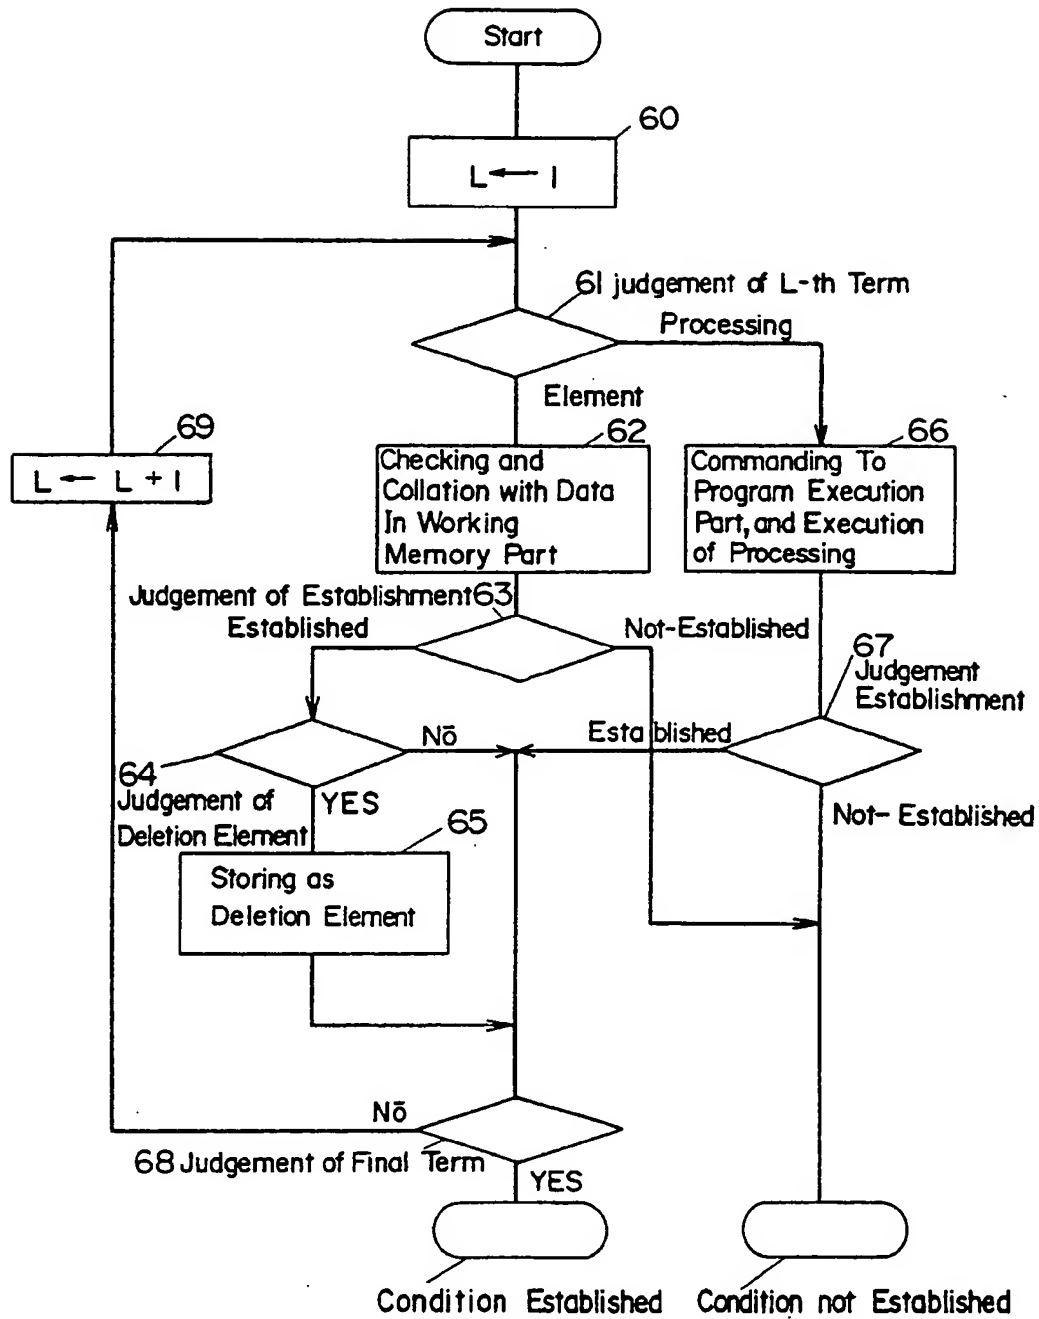 Start
60
L ← 1
61 judgement of L-th Term
Processing
Element
69
L ← L + 1
62
Checking and
Collation with Data
In Working
Memory Part
66
Commanding To
Program Execution
Part, and Execution
of Processing
Judgement of Establishment 63
Established
Not-Established
67
Judgement
Establishment
No
Established
64
Judgement of
Deletion Element
YES
Not-Established
65
Storing as
Deletion Element
No
68 Judgement of Final Term
YES
Condition Established
Condition not Established